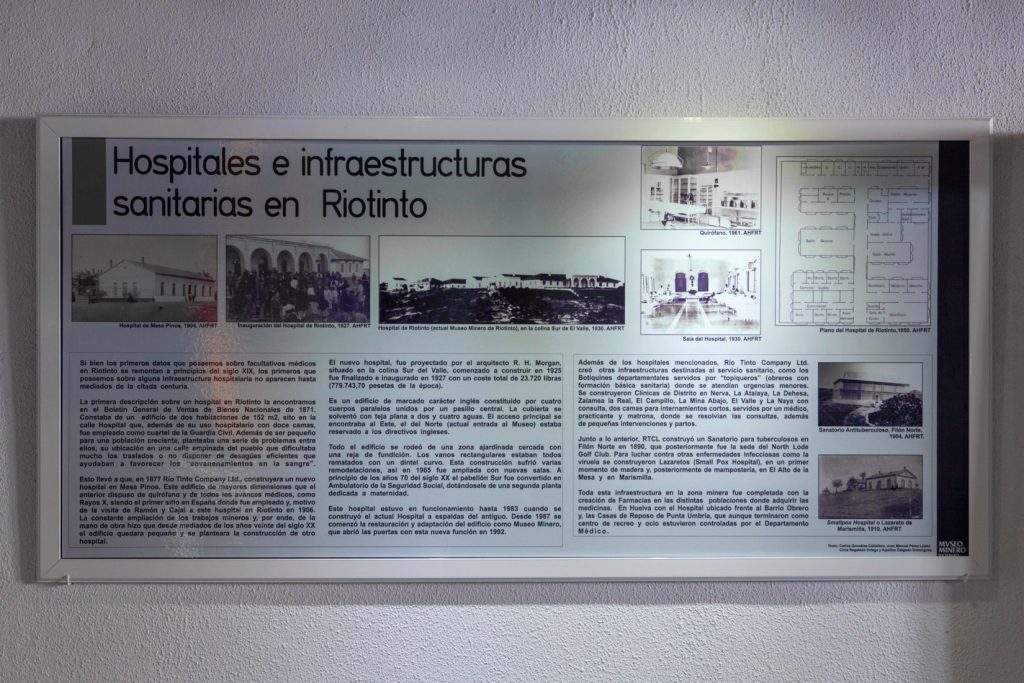 Hospitales e infraestructuras
sanitarias en Riotinto
Hospital de Mesa Pinos, 1904. AHFRT
Inauguración del Hospital de Riotinto, 1927. AHFRT
Hospital de Riotinto (actual Museo Minero de Riotinto), en la colina Sur de El Valle, 1930. AHFRT
Quirófano, 1961. AHFRT
Sala del Hospital, 1930. AHFRT
Plano del Hospital de Riotinto,1950. AHFRT
Si bien los primeros datos que poseemos sobre facultativos médicos
en Riotinto se remontan a principios del siglo XIX, los primeros que
poseemos sobre alguna infraestructura hospitalaria no aparecen hasta
mediados de la citada centuria.
La primera descripción sobre un hospital en Riotinto la encontramos
en el Boletín General de Ventas de Bienes Nacionales de 1871.
Constaba de un edificio de dos habitaciones de 152 m2, sito en la
calle Hospital que, además de su uso hospitalario con doce camas,
fue empleado como cuartel de la Guardia Civil. Además de ser pequeño
para una población creciente, planteaba una serie de problemas entre
ellos, su ubicación en una calle empinada del pueblo que dificultaba
mucho los traslados o no disponer de desagües eficientes que
ayudaban a favorecer los "envenenamientos en la sangre".
Esto llevó a que, en 1877 Rio Tinto Company Ltd., construyera un nuevo
hospital en Mesa Pinos. Este edificio de mayores dimensiones que el
anterior dispuso de quirófano y de todos los avances médicos, como
Rayos X, siendo el primer sitio en España donde fue empleado y, motivo
de la visita de Ramón y Cajal a este hospital en Riotinto en 1906.
La constante ampliación de los trabajos mineros y, por ende, de la
mano de obra hizo que desde mediados de los años veinte del siglo XX
el edificio quedara pequeño y se planteara la construcción de otro
hospital.
El nuevo hospital, fue proyectado por el arquitecto R. H. Morgan,
situado en la colina Sur del Valle, comenzado a construir en 1925
fue finalizado e inaugurado en 1927 con un coste total de 23.720 libras
(779.743,70 pesetas de la época).
Es un edificio de marcado carácter inglés constituido por cuatro
cuerpos paralelos unidos por un pasillo central. La cubierta se
solventó con teja plana a dos y cuatro aguas. El acceso principal se
encontraba al Este, el del Norte (actual entrada al Museo) estaba
reservado a los directivos ingleses.
Todo el edificio se rodeó de una zona ajardinada cercada con
una reja de fundición. Los vanos rectangulares estaban todos
rematados con un dintel curvo. Esta construcción sufrió varias
remodelaciones, así en 1965 fue ampliada con nuevas salas. A
principio de los años 70 del siglo XX el pabellón Sur fue convertido en
Ambulatorio de la Seguridad Social, dotándosele de una segunda planta
dedicada a maternidad.
Este hospital estuvo en funcionamiento hasta 1983 cuando se
construyó el actual Hospital a espaldas del antiguo. Desde 1987 se
comenzó la restauración y adaptación del edificio como Museo Minero,
que abrió las puertas con esta nueva función en 1992.
Además de los hospitales mencionados, Rio Tinto Company Ltd.
creó otras infraestructuras destinadas al servicio sanitario, como los
Botiquines departamentales servidos por "topiqueros" (obreros con
formación básica sanitaria) donde se atendían urgencias menores.
Se construyeron Clínicas de Distrito en Nerva, La Atalaya, La Dehesa,
Zalamea la Real, El Campillo, La Mina Abajo, El Valle y La Naya con
consulta, dos camas para internamientos cortos, servidos por un médico,
practicante y matrona, donde se resolvían las consultas, además
de pequeñas intervenciones y partos.
Junto a lo anterior, RTCL construyó un Sanatorio para tuberculosos en
Filón Norte en 1890, que posteriormente fue la sede del North Lode
Golf Club. Para luchar contra otras enfermedades infecciosas como la
viruela se construyeron Lazaretos (Small Pox Hospital), en un primer
momento de madera y, posteriormente de mampostería, en El Alto de la
Mesa y en Marismilla.
Toda esta infraestructura en la zona minera fue completada con la
creación de Farmacias en las distintas poblaciones donde adquirir las
medicinas. En Huelva con el Hospital ubicado frente al Barrio Obrero
y, las Casas de Reposo de Punta Umbría, que aunque terminaron como
centro de recreo y ocio estuvieron controladas por el Departamento
Médico.
Sanatorio Antituberculoso, Filón Norte,
1904. AHFRT.
Smallpox Hospital o Lazareto de
Marismilla, 1910. AHFRT
Texto: Carlos González Caballero, Juan Manuel Pérez López,
Cinta Regalado Ortega y Aquilino Delgado Domínguez.
MVSEO
MINERO